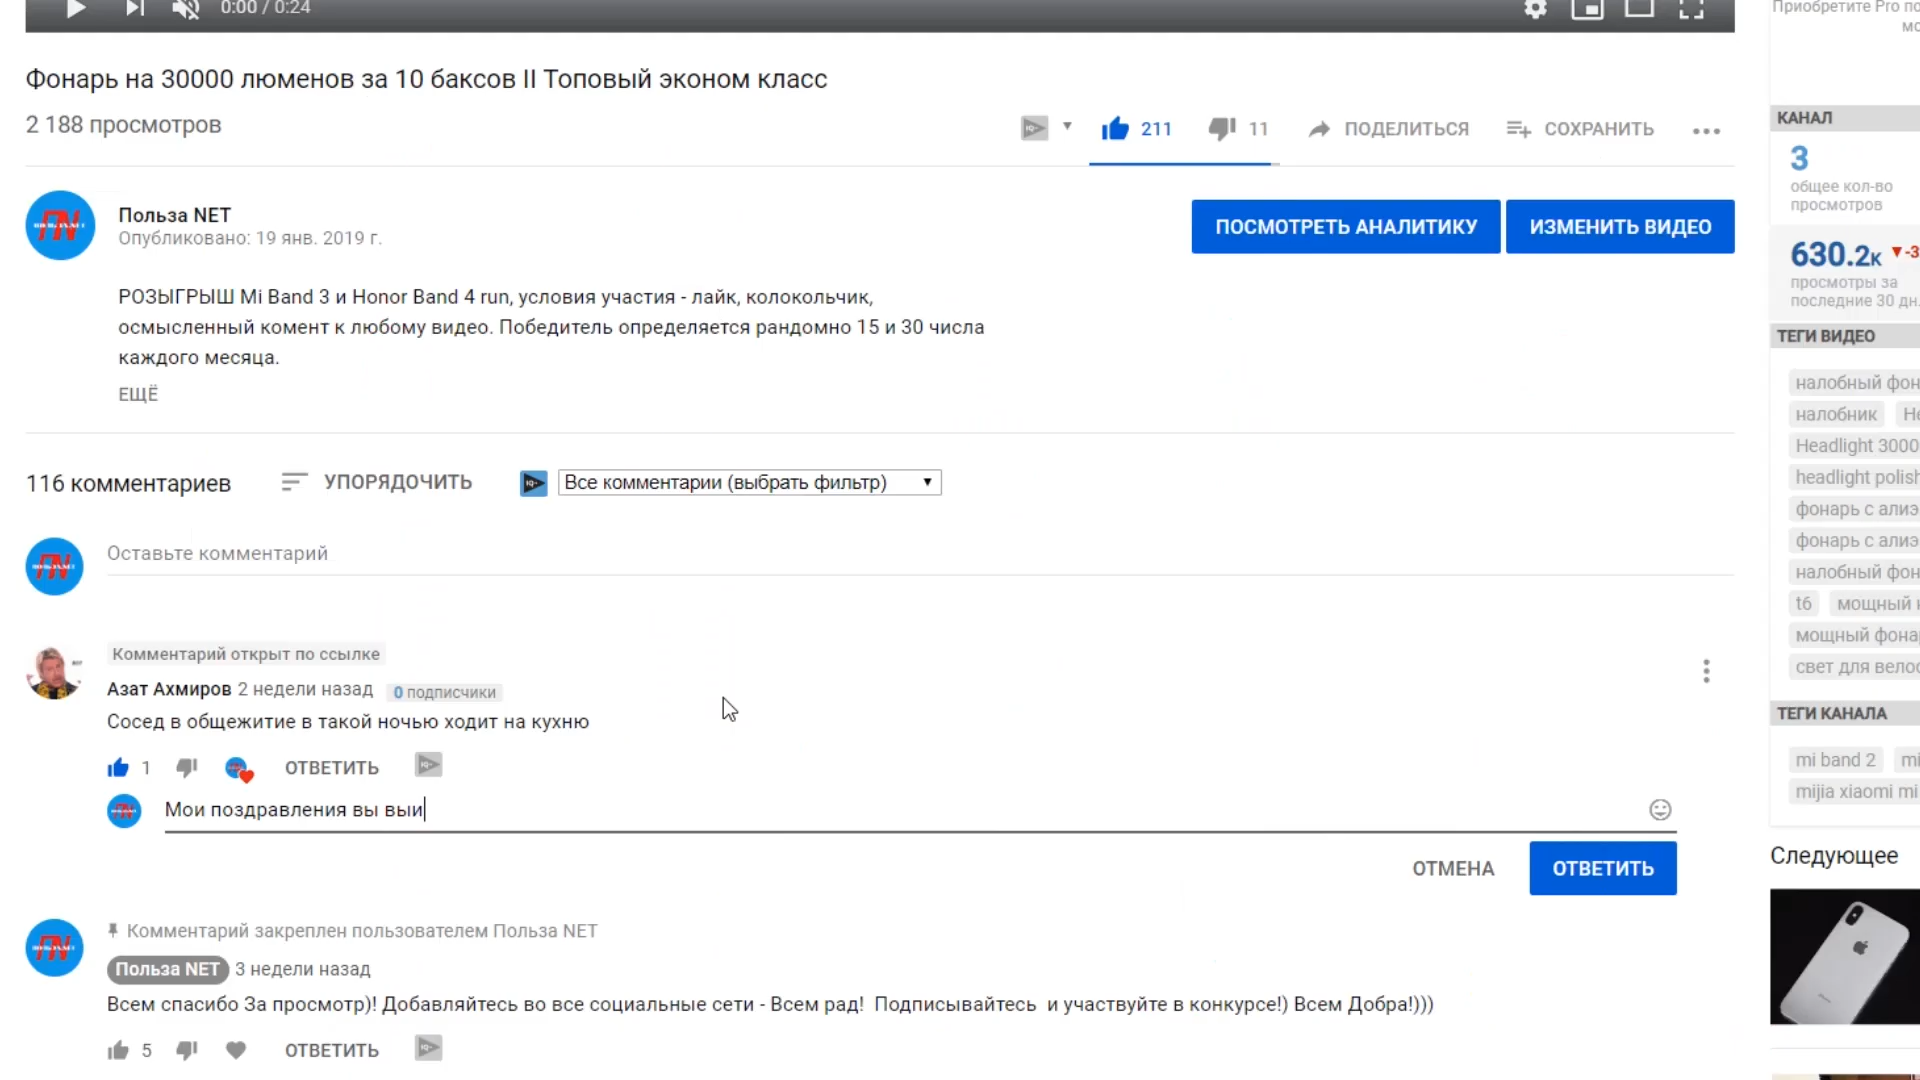 0:00 / 0:24
Приобретите Pro по
Фонарь на 30000 люменов за 10 баксов II Топовый эконом класс
2 188 просмотров
211
11
ПОДЕЛИТЬСЯ
СОХРАНИТЬ
Польза NET
Опубликовано: 19 янв. 2019 г.
ПОСМОТРЕТЬ АНАЛИТИКУ
ИЗМЕНИТЬ ВИДЕО
РОЗЫГРЫШ Mi Band 3 и Honor Band 4 run, условия участия - лайк, колокольчик,
осмысленный комент к любому видео. Победитель определяется рандомно 15 и 30 числа
каждого месяца.
ЕЩЁ
116 комментариев
УПОРЯДОЧИТЬ
Все комментарии (выбрать фильтр)
Оставьте комментарий
Комментарий открыт по ссылке
Азат Ахмиров 2 недели назад 0 подписчики
Сосед в общежитие в такой ночью ходит на кухню
1
ОТВЕТИТЬ
Мои поздравления вы выи
ОТМЕНА
ОТВЕТИТЬ
Комментарий закреплен пользователем Польза NET
Польза NET 3 недели назад
Всем спасибо За просмотр)! Добавляйтесь во все социальные сети - Всем рад! Подписывайтесь и участвуйте в конкурсе!) Всем Добра!)))
5
ОТВЕТИТЬ
КАНАЛ
3
общее кол-во
просмотров
630.2к -3
просмотры за
последние 30 дн.
ТЕГИ ВИДЕО
налобный фон
налобник He
Headlight 3000
headlight polish
фонарь с алиэ
фонарь с алиэ
налобный фон
t6 мощный
мощный фона
свет для вело
ТЕГИ КАНАЛА
mi band 2 mi
mijia xiaomi mi
Следующее